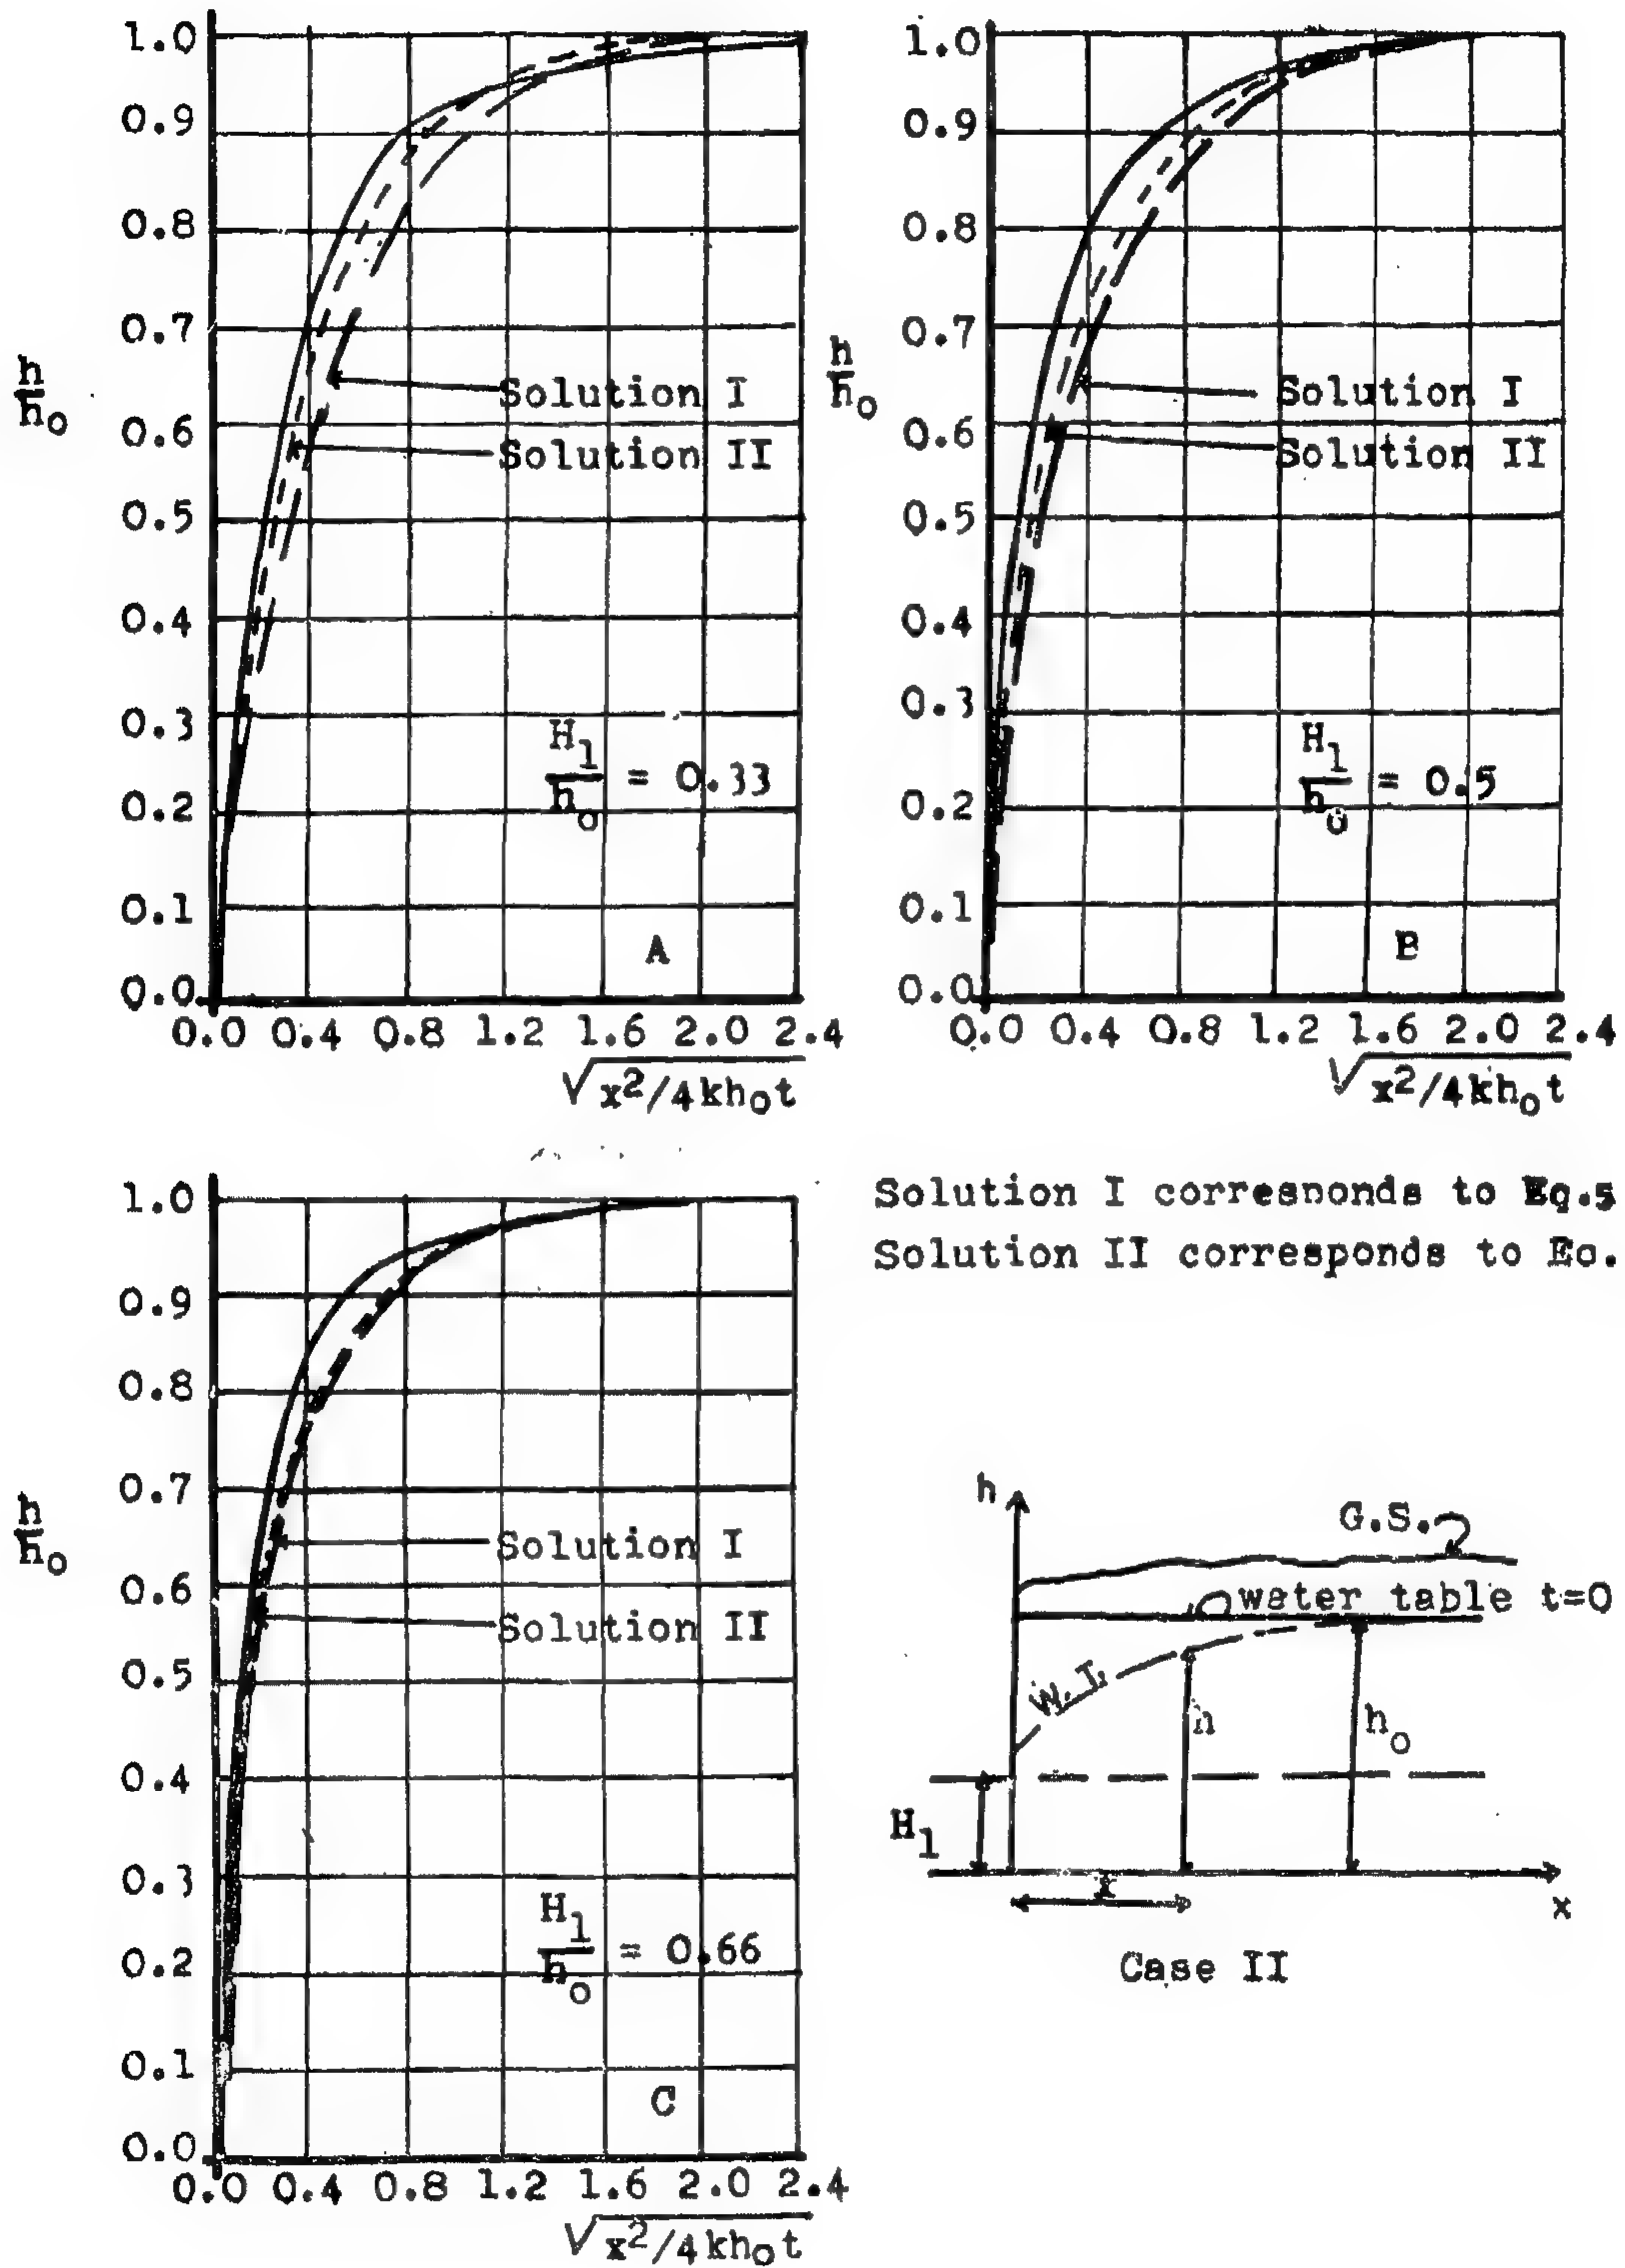 1.0
0.9
0.8
0.7
0.6
0.5
0.4
0.3
0.2
0.1
0.0
h
h₀
Solution I
Solution II
H₁
h₀ = 0.33
A
0.0 0.4 0.8 1.2 1.6 2.0 2.4
√x²/4kh₀t
1.0
0.9
0.8
0.7
0.6
0.5
0.4
0.3
0.2
0.1
0.0
h
h₀
Solution I
Solution II
H₁
h₀ = 0.5
B
0.0 0.4 0.8 1.2 1.6 2.0 2.4
√x²/4kh₀t
1.0
0.9
0.8
0.7
0.6
0.5
0.4
0.3
0.2
0.1
0.0
h
h₀
Solution I
Solution II
H₁
h₀ = 0.66
C
0.0 0.4 0.8 1.2 1.6 2.0 2.4
√x²/4kh₀t
Solution I corresponds to Eq.5
Solution II corresponds to Eq.
h
G.S.
water table t=0
W.T.
h
h₀
H₁
x
x
Case II